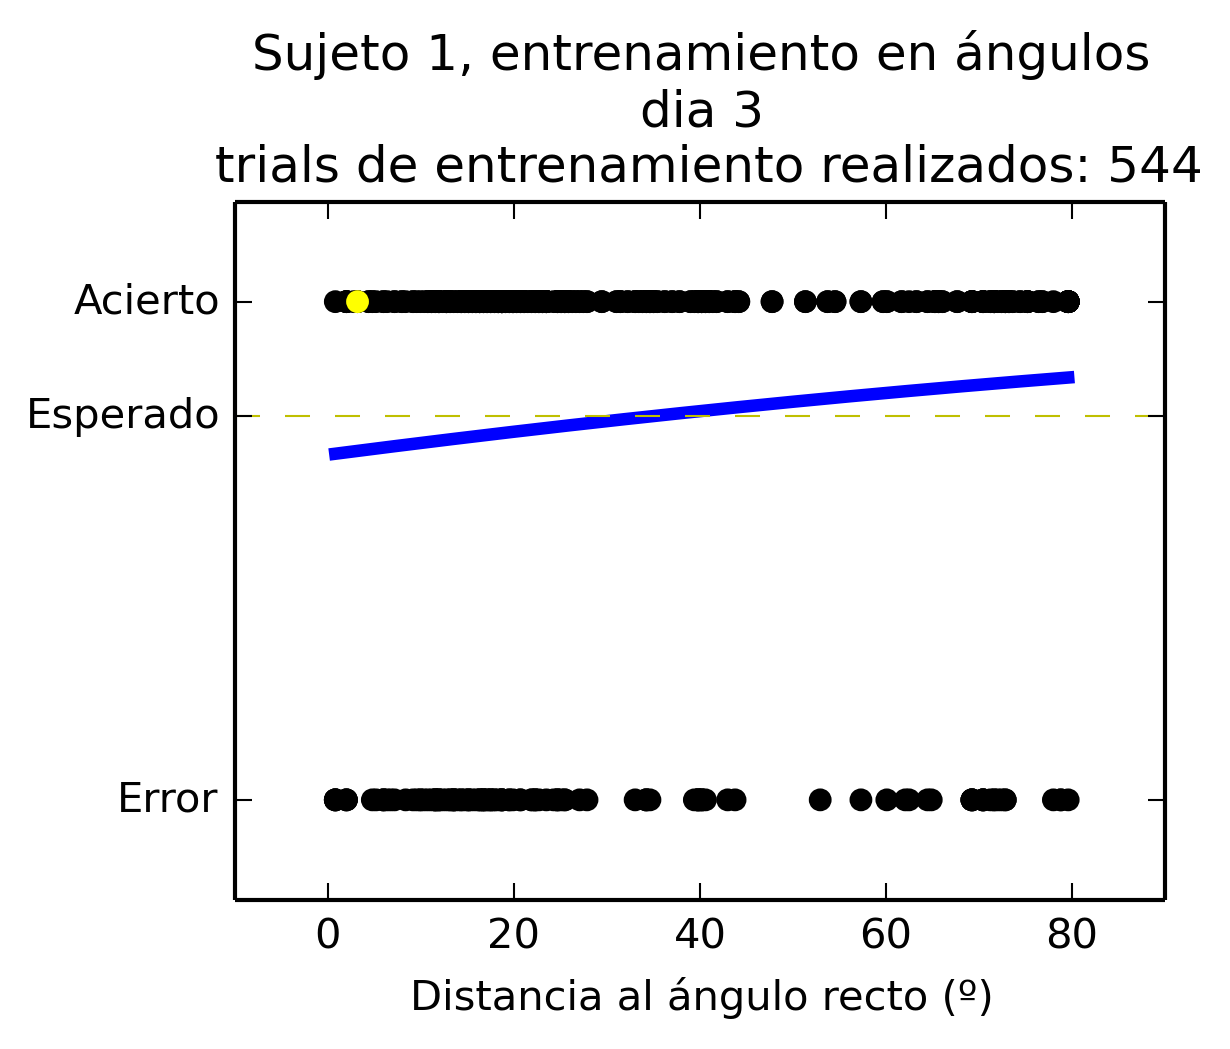 Sujeto 1, entrenamiento en ángulos
dia 3
trials de entrenamiento realizados: 544
Acierto
Esperado
Error
0 20 40 60 80
Distancia al ángulo recto (º)